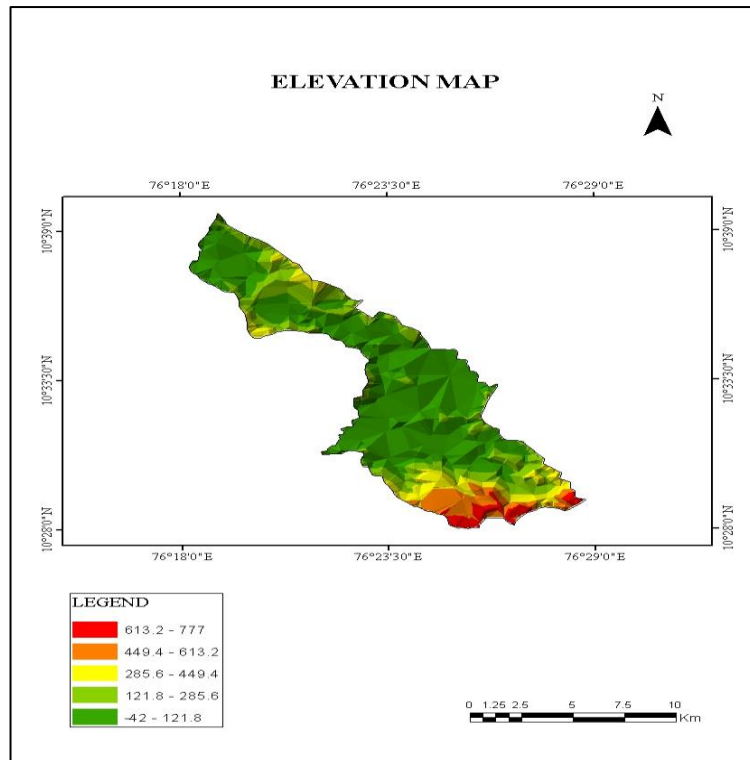 ELEVATION MAP
N
76°18'0"E 76°23'30"E 76°29'0"E
10°39'0"N 10°39'0"N
10°33'30"N 10°33'30"N
10°28'0"N 10°28'0"N
76°18'0"E 76°23'30"E 76°29'0"E
LEGEND
613.2 - 777
449.4 - 613.2
285.6 - 449.4
121.8 - 285.6
-42 - 121.8
0 1.25 2.5 5 7.5 10
Km